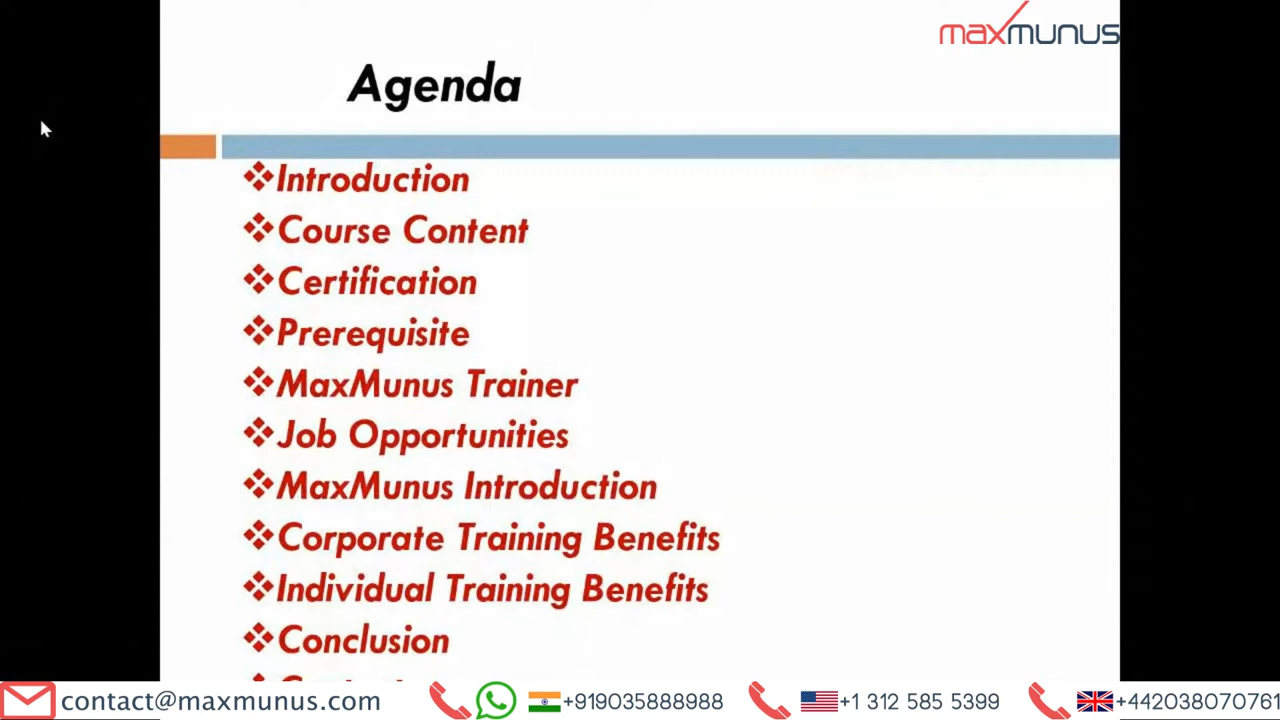 maxmunus
Agenda
❖Introduction
❖Course Content
❖Certification
❖Prerequisite
❖MaxMunus Trainer
❖Job Opportunities
❖MaxMunus Introduction
❖Corporate Training Benefits
❖Individual Training Benefits
❖Conclusion
contact@maxmunus.com +919035888988 +1 312 585 5399 +442038070761